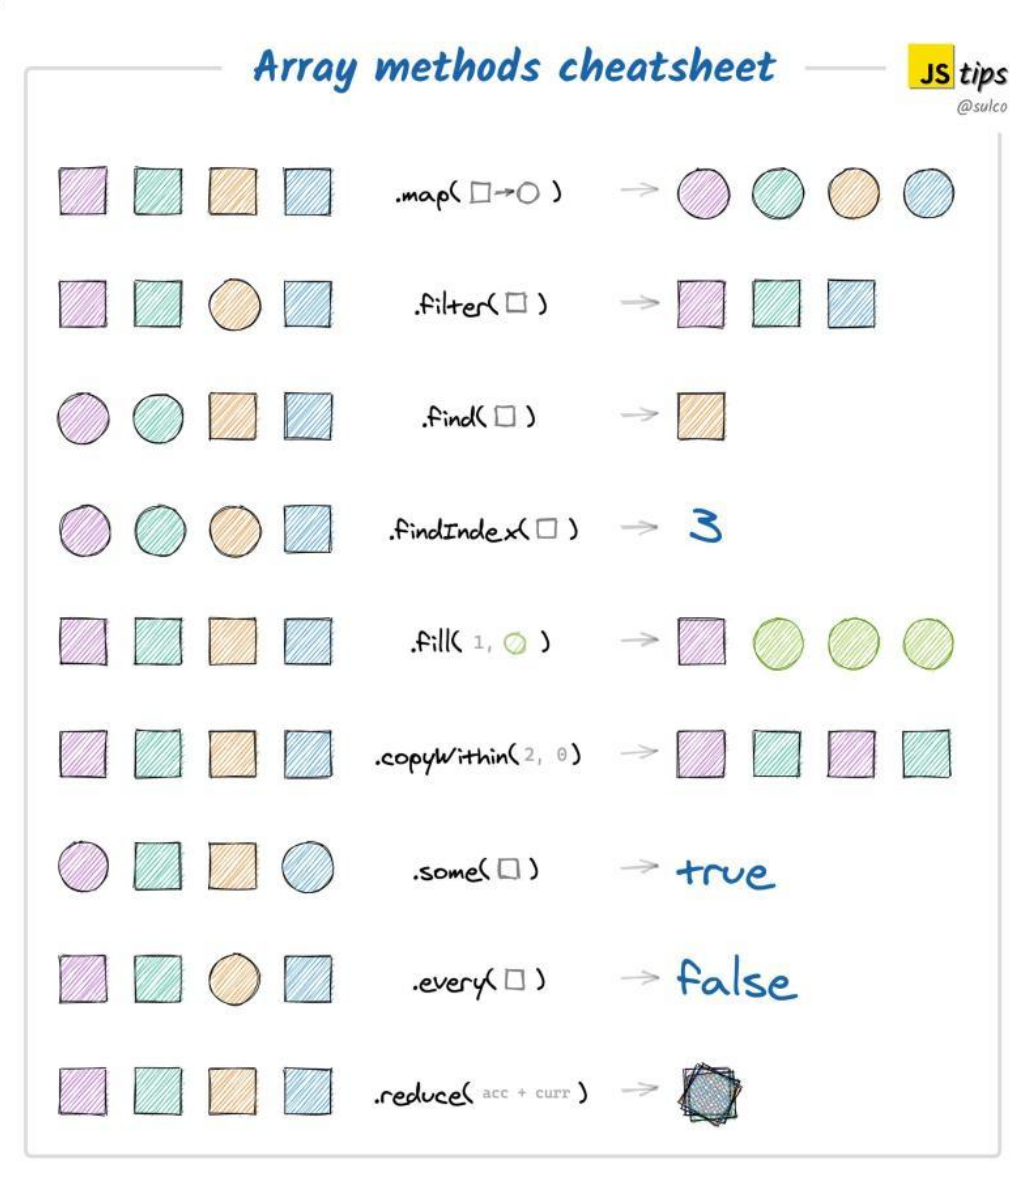 Array methods cheatsheet
JS tips
@sulco
.map( )
.filter( )
.find( )
.findIndex( )
3
.fill( 1, )
.copyWithin( 2, 0 )
.some( )
true
.every( )
false
.reduce( acc + curr )